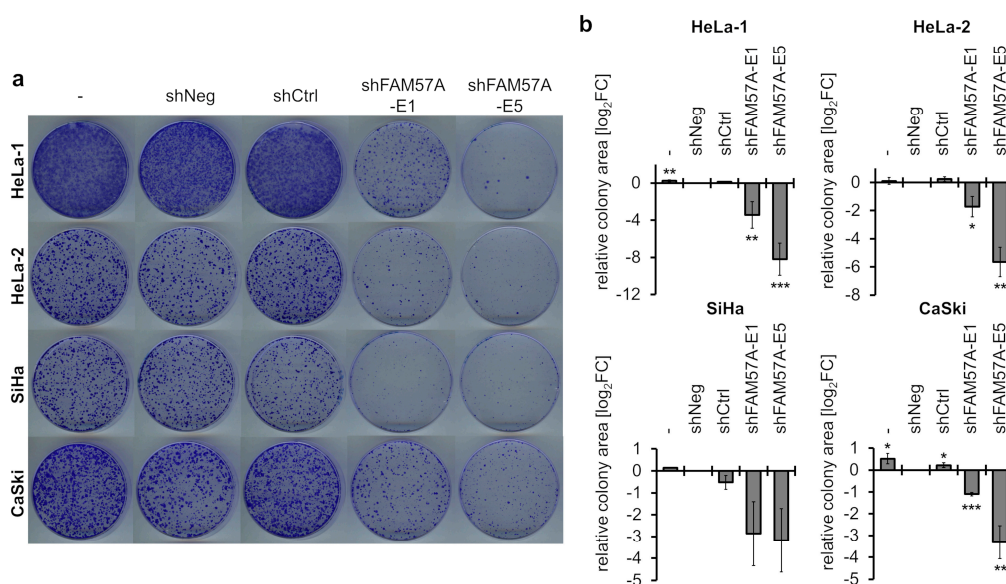 a
-
shNeg
shCtrl
shFAM57A
-E1
shFAM57A
-E5
HeLa-1
HeLa-2
SiHa
CaSki
b
HeLa-1
relative colony area [log2FC]
-
shNeg
shCtrl
shFAM57A-E1
shFAM57A-E5
0
-4
-8
-12
**
**
***
HeLa-2
relative colony area [log2FC]
-
shNeg
shCtrl
shFAM57A-E1
shFAM57A-E5
0
-2
-4
-6
-8
*
**
SiHa
relative colony area [log2FC]
-
shNeg
shCtrl
shFAM57A-E1
shFAM57A-E5
1
0
-1
-2
-3
-4
-5
CaSki
relative colony area [log2FC]
-
shNeg
shCtrl
shFAM57A-E1
shFAM57A-E5
1
0
-1
-2
-3
-4
-5
*
*
***
**